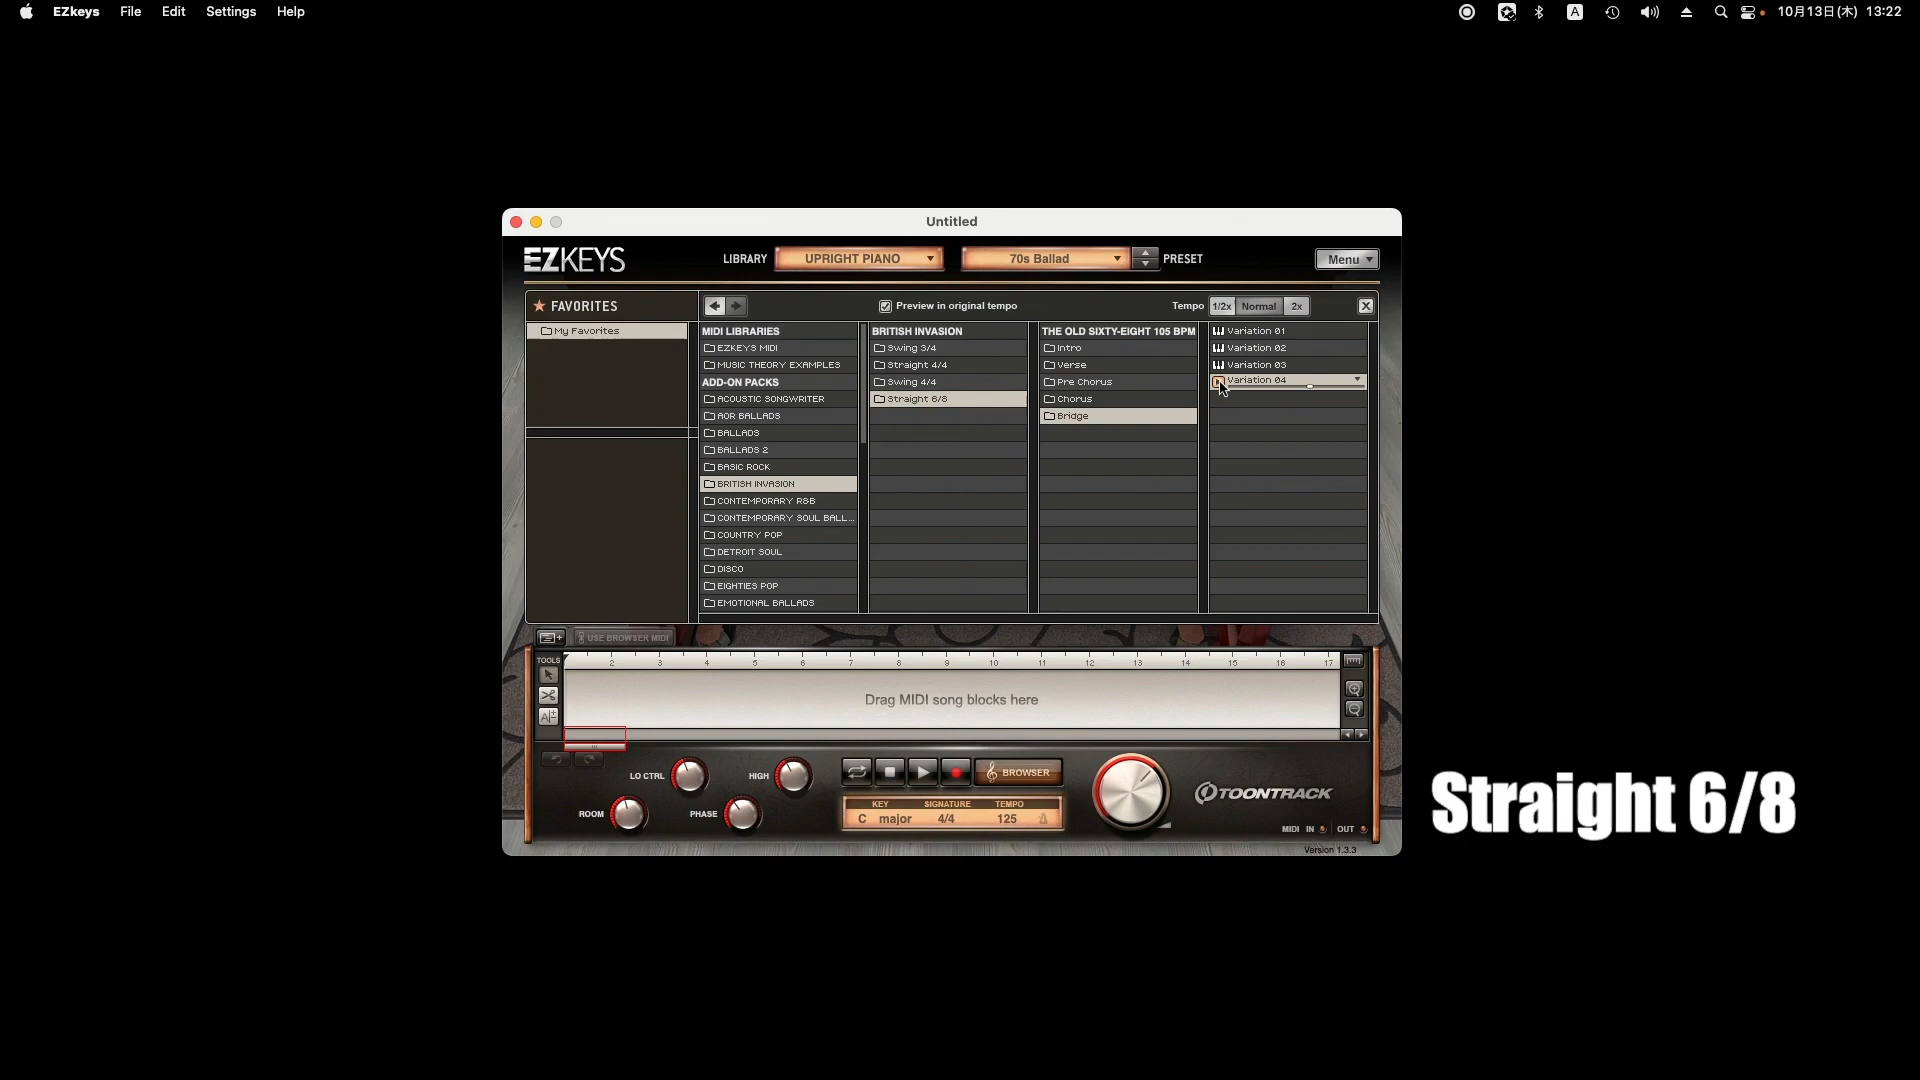 EZkeys File Edit Settings Help
A 10月13日(木) 13:22
Untitled
EZKEYS LIBRARY UPRIGHT PIANO 70s Ballad PRESET Menu
FAVORITES Preview in original tempo Tempo 1/2x Normal 2x
My Favorites
MIDI LIBRARIES
EZKEYS MIDI
MUSIC THEORY EXAMPLES
ADD-ON PACKS
ACOUSTIC SONGWRITER
AOR BALLADS
BALLADS
BALLADS 2
BASIC ROCK
BRITISH INVASION
CONTEMPORARY R&B
CONTEMPORARY SOUL BALL...
COUNTRY POP
DETROIT SOUL
DISCO
EIGHTIES POP
EMOTIONAL BALLADS
BRITISH INVASION
Swing 3/4
Straight 4/4
Swing 4/4
Straight 6/8
THE OLD SIXTY-EIGHT 105 BPM
Intro
Verse
Pre Chorus
Chorus
Bridge
Variation 01
Variation 02
Variation 03
Variation 04
USE BROWSER MIDI
TOOLS
2 3 4 5 6 7 8 9 10 11 12 13 14 15 16 17
Drag MIDI song blocks here
LO CTRL HIGH BROWSER
ROOM PHASE
KEY SIGNATURE TEMPO
C major 4/4 125
TOONTRACK
MIDI IN OUT
Version 1.3.3
Straight 6/8